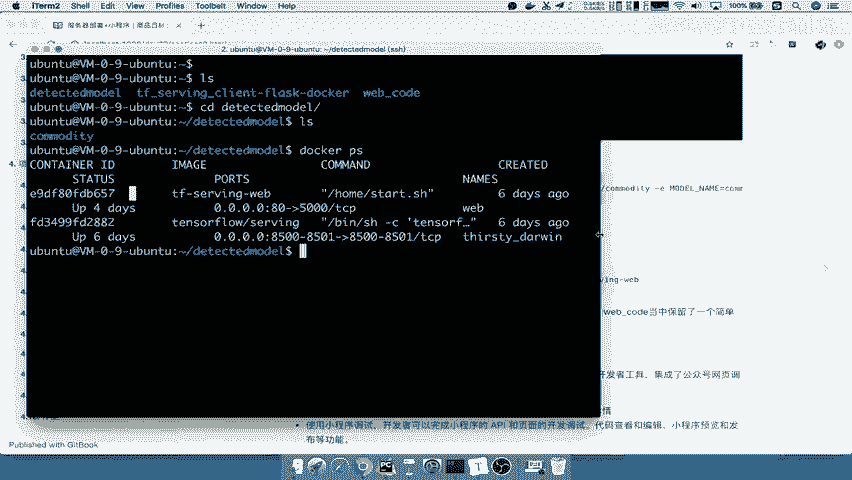 iTerm2 Shell Edit View Profiles Toolbelt Window Help
100%
2. ubuntu@VM-0-9-ubuntu: ~/detectedmodel (ssh)
ubuntu@VM-0-9-ubuntu:~$
ubuntu@VM-0-9-ubuntu:~$ ls
detectedmodel tf_serving_client-flask-docker web_code
ubuntu@VM-0-9-ubuntu:~$ cd detectedmodel/
ubuntu@VM-0-9-ubuntu:~/detectedmodel$ ls
commodity
ubuntu@VM-0-9-ubuntu:~/detectedmodel$ docker ps
CONTAINER ID IMAGE COMMAND CREATED
STATUS PORTS NAMES
e9df80fdb657 tf-serving-web "/home/start.sh" 6 days ago
Up 4 days 0.0.0.0:80->5000/tcp web
fd3499fd2882 tensorflow/serving "/bin/sh -c 'tensorf…" 6 days ago
Up 6 days 0.0.0.0:8500-8501->8500-8501/tcp thirsty_darwin
ubuntu@VM-0-9-ubuntu:~/detectedmodel$
/commodity -e MODEL_NAME=comm
ing-web
web_code当中保留了一个简单
开发者工具，集成了公众号网页调
使用小程序调试，开发者可以完成小程序的 API 和页面的开发调试、代码查看和编辑、小程序预览和发
布等功能。
Published with GitBook